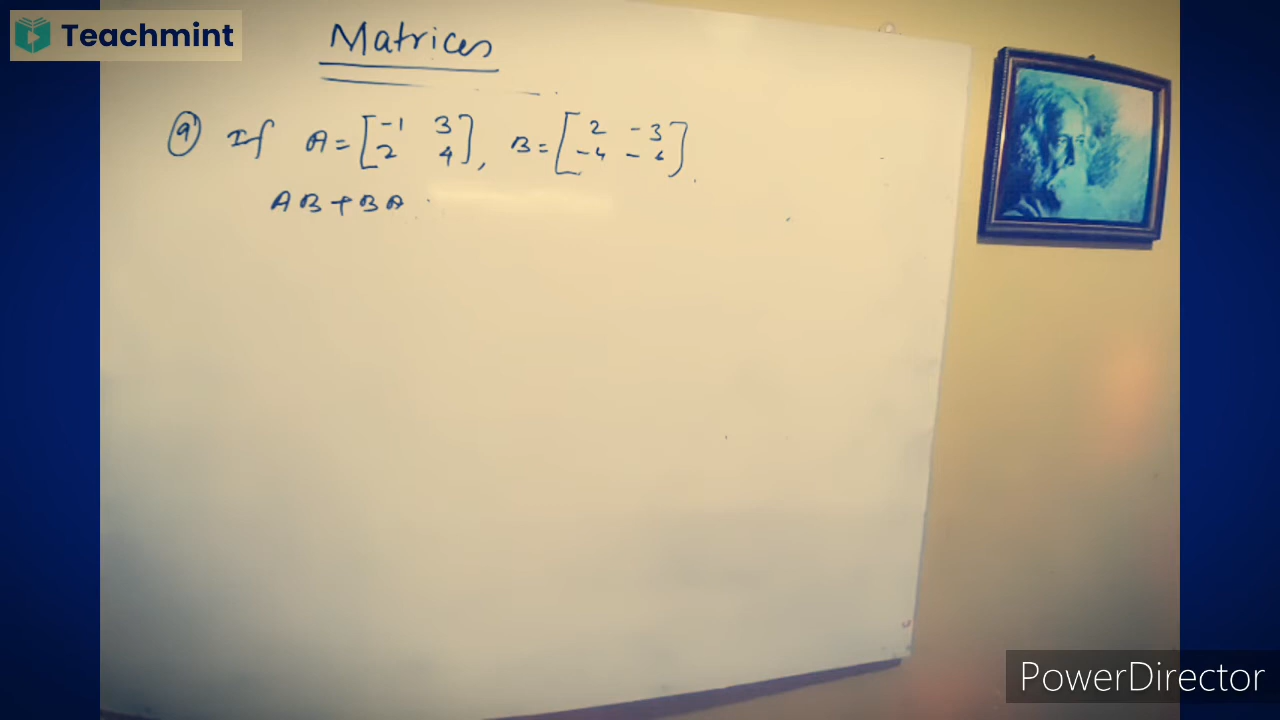 Teachmint
Matrices
9) If A = [-1 3], B = [2 -3].
2 4 -4 -6
AB + BA.
PowerDirector